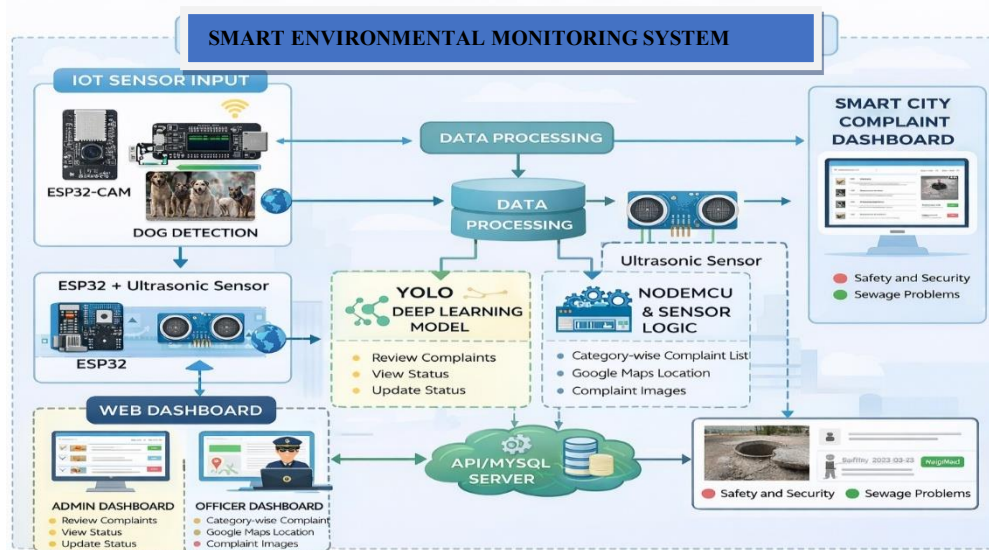 SMART ENVIRONMENTAL MONITORING SYSTEM
IOT SENSOR INPUT
ESP32-CAM
DOG DETECTION
ESP32 + Ultrasonic Sensor
ESP32
WEB DASHBOARD
ADMIN DASHBOARD
Review Complaints
View Status
Update Status
OFFICER DASHBOARD
Category-wise Complaint
Google Maps Location
Complaint Images
DATA PROCESSING
DATA
PROCESSING
Ultrasonic Sensor
YOLO
DEEP LEARNING
MODEL
Review Complaints
View Status
Update Status
NODEMCU
& SENSOR
LOGIC
Category-wise Complaint List
Google Maps Location
Complaint Images
API/MYSQL
SERVER
SMART CITY
COMPLAINT
DASHBOARD
Safety and Security
Sewage Problems
Safety and Security
Sewage Problems